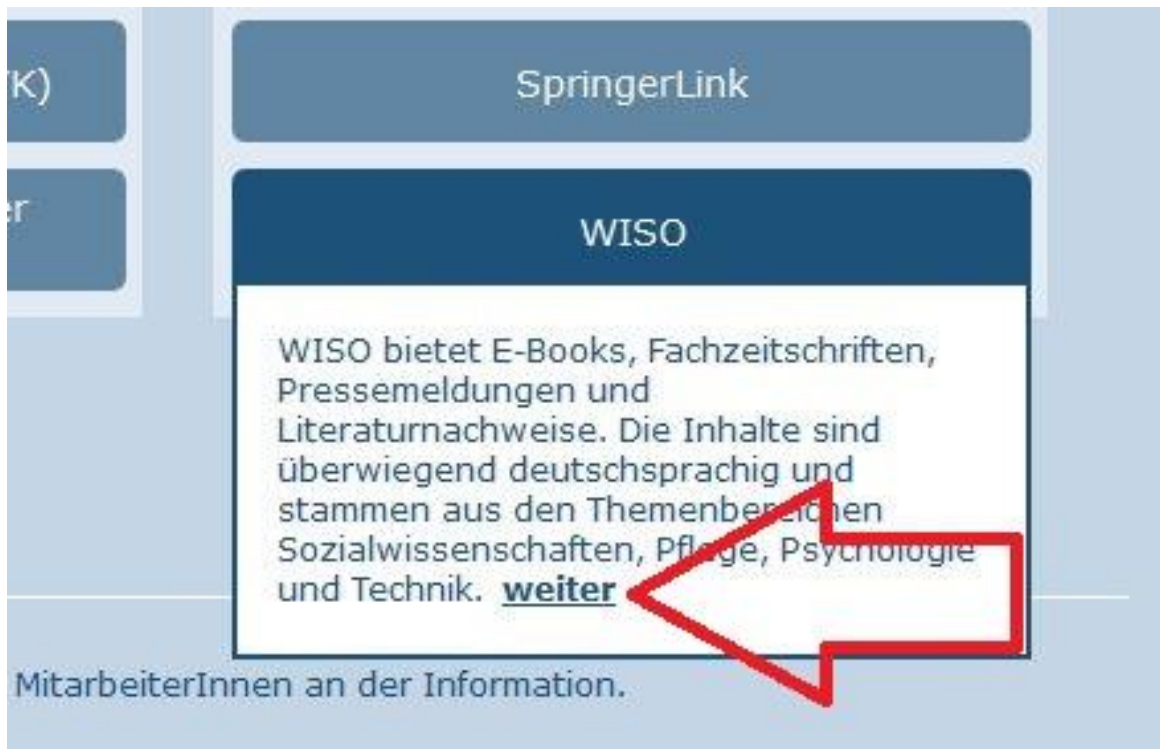 K)
SpringerLink
er
WISO
WISO bietet E-Books, Fachzeitschriften,
Pressemeldungen und
Literaturnachweise. Die Inhalte sind
überwiegend deutschsprachig und
stammen aus den Themenbereichen
Sozialwissenschaften, Pflege, Psychologie
und Technik. weiter
MitarbeiterInnen an der Information.